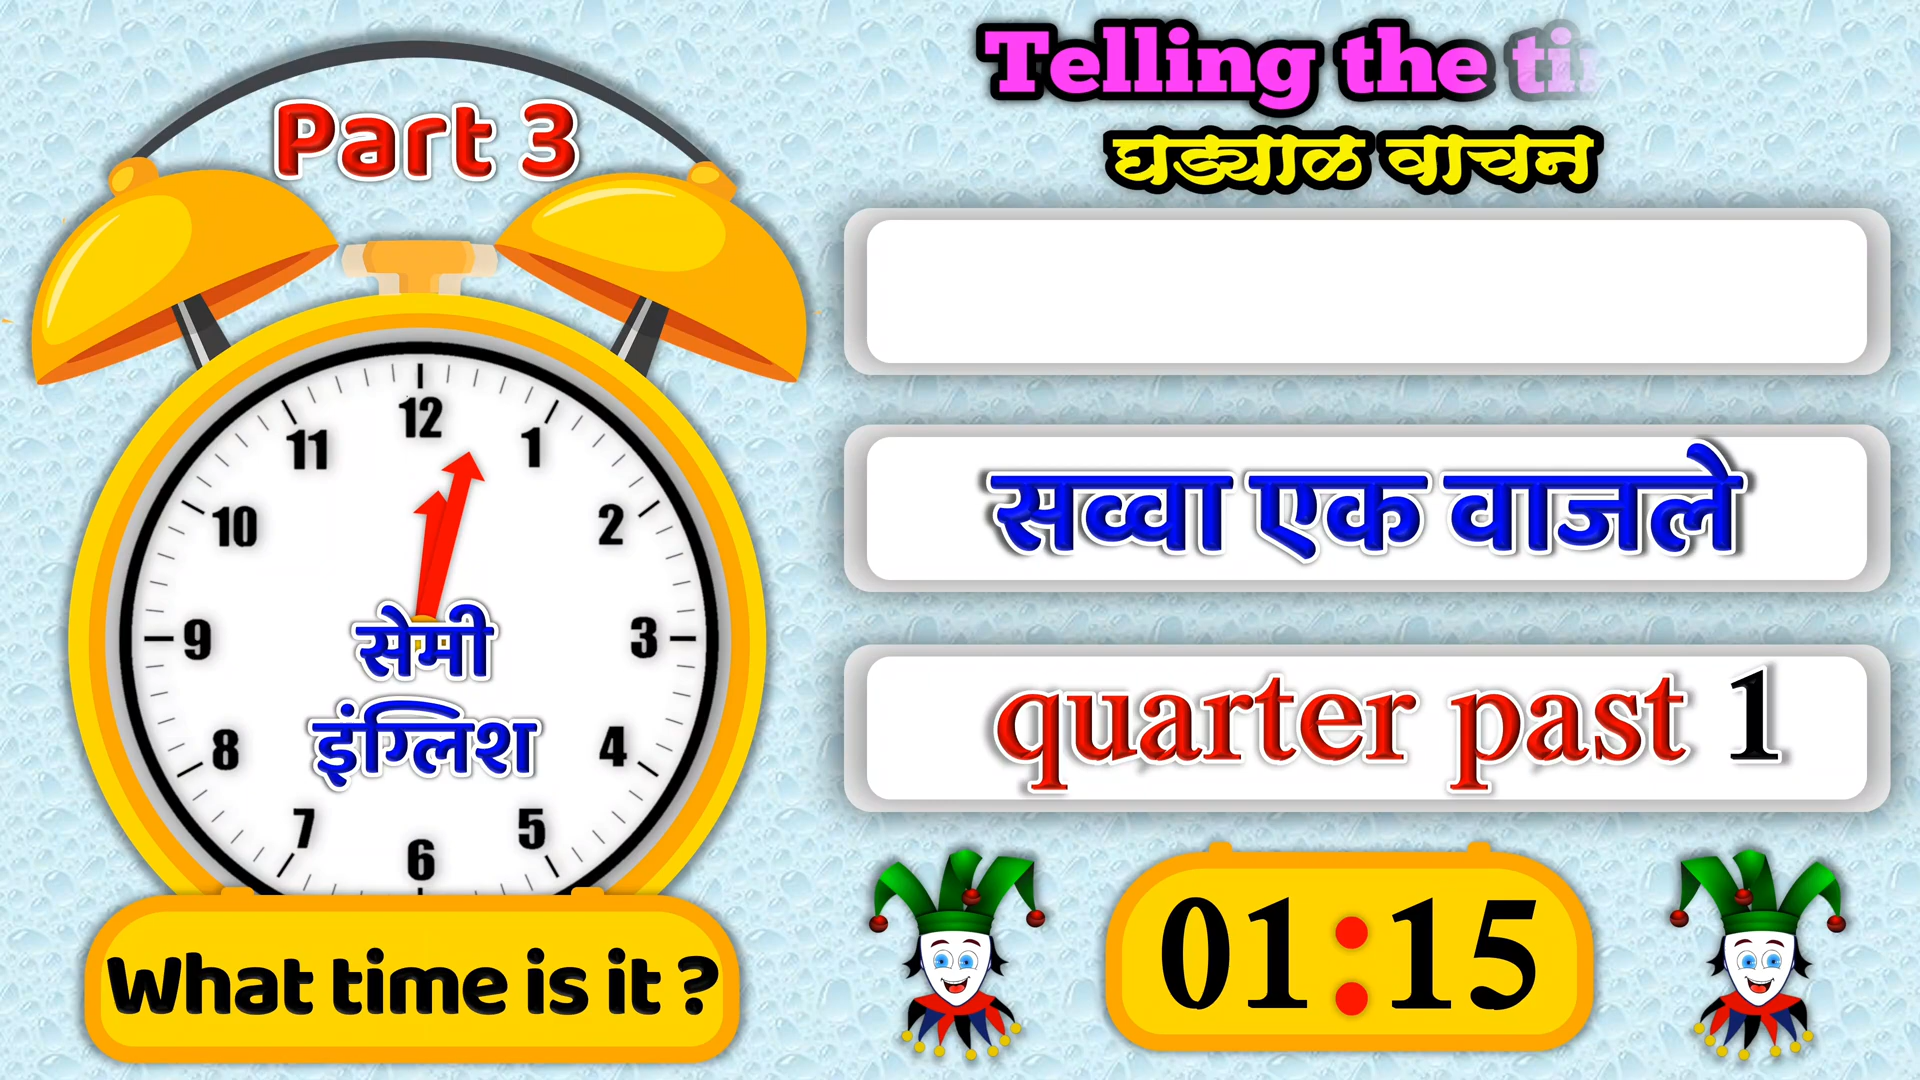 Part 3
Telling the
घड्याळ वाचन
12
11
1
10
2
9
3
8
4
7
5
6
सेमी
इंग्लिश
सव्वा एक वाजले
quarter past 1
What time is it ?
01:15